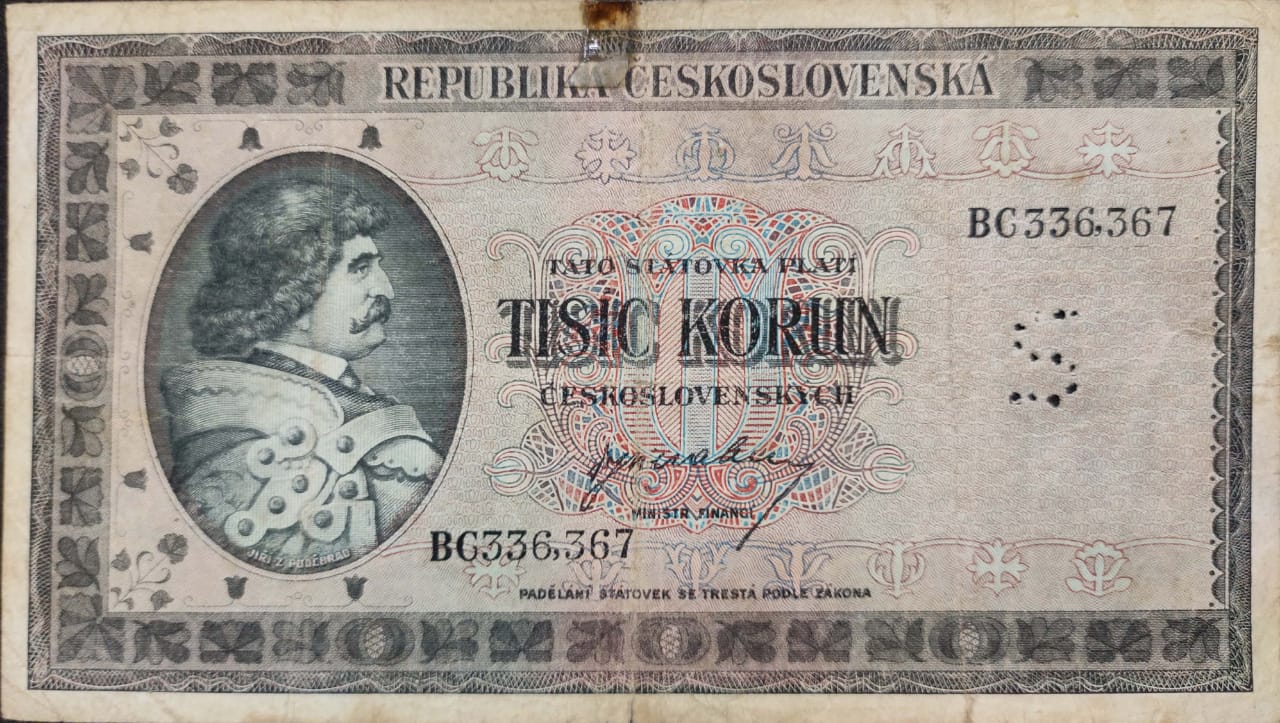 REPUBLIKA ČESKOSLOVENSKÁ
BC336,367
TATO STÁTOVKA PLATÍ
TISÍC KORUN
ČESKOSLOVENSKÝCH
S
MINISTR FINANCÍ
BC336,367
JIŘÍ Z PODĚBRAD
PADĚLÁNÍ STÁTOVEK SE TRESTÁ PODLE ZÁKONA